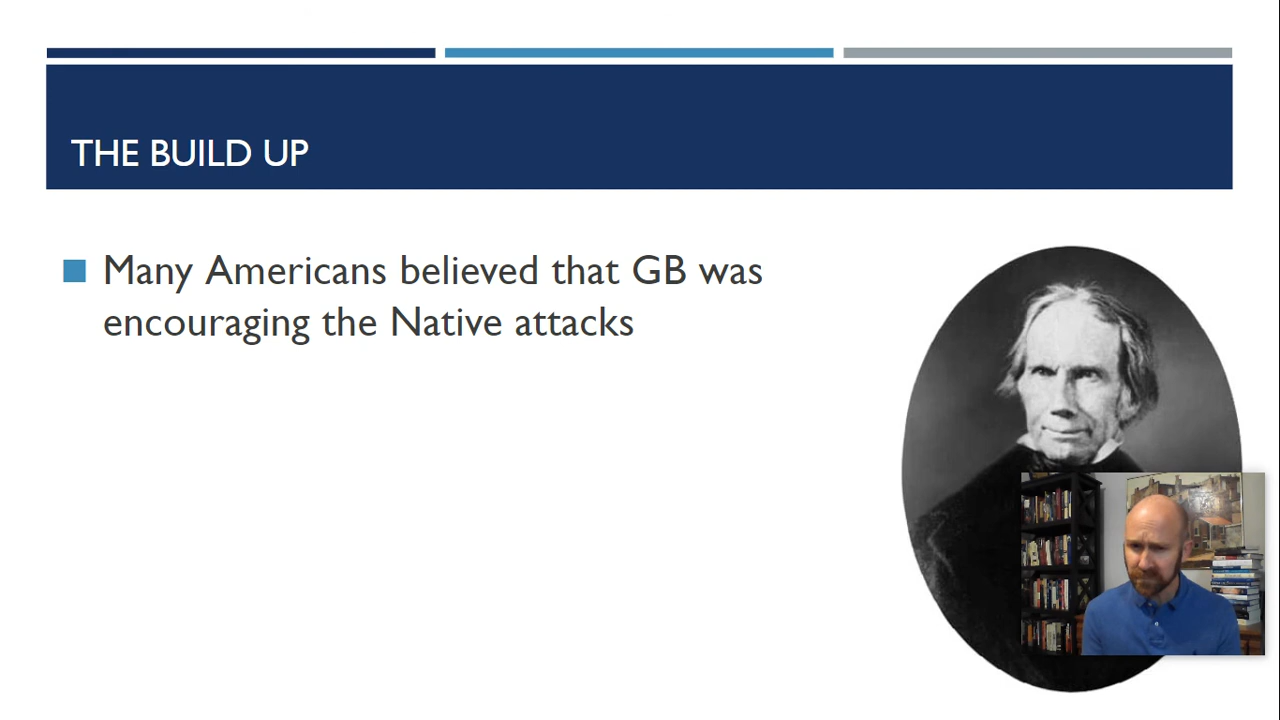 THE BUILD UP
Many Americans believed that GB was
encouraging the Native attacks